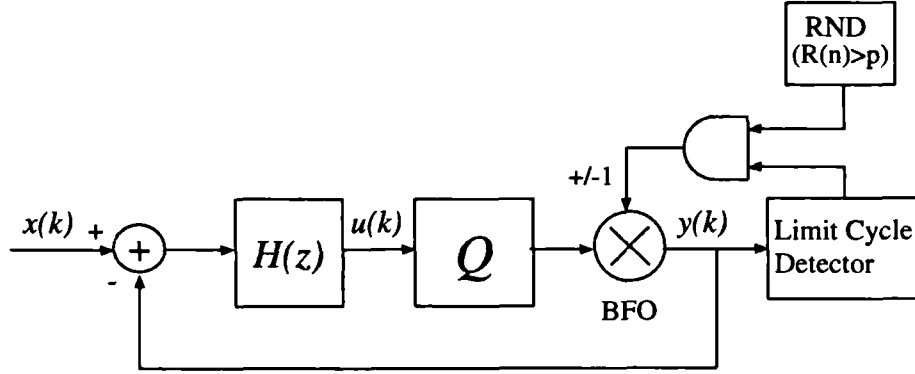 RND
(R(n)>p)
+/-1
x(k)
+
+
-
H(z)
u(k)
Q
BFO
y(k)
Limit Cycle
Detector